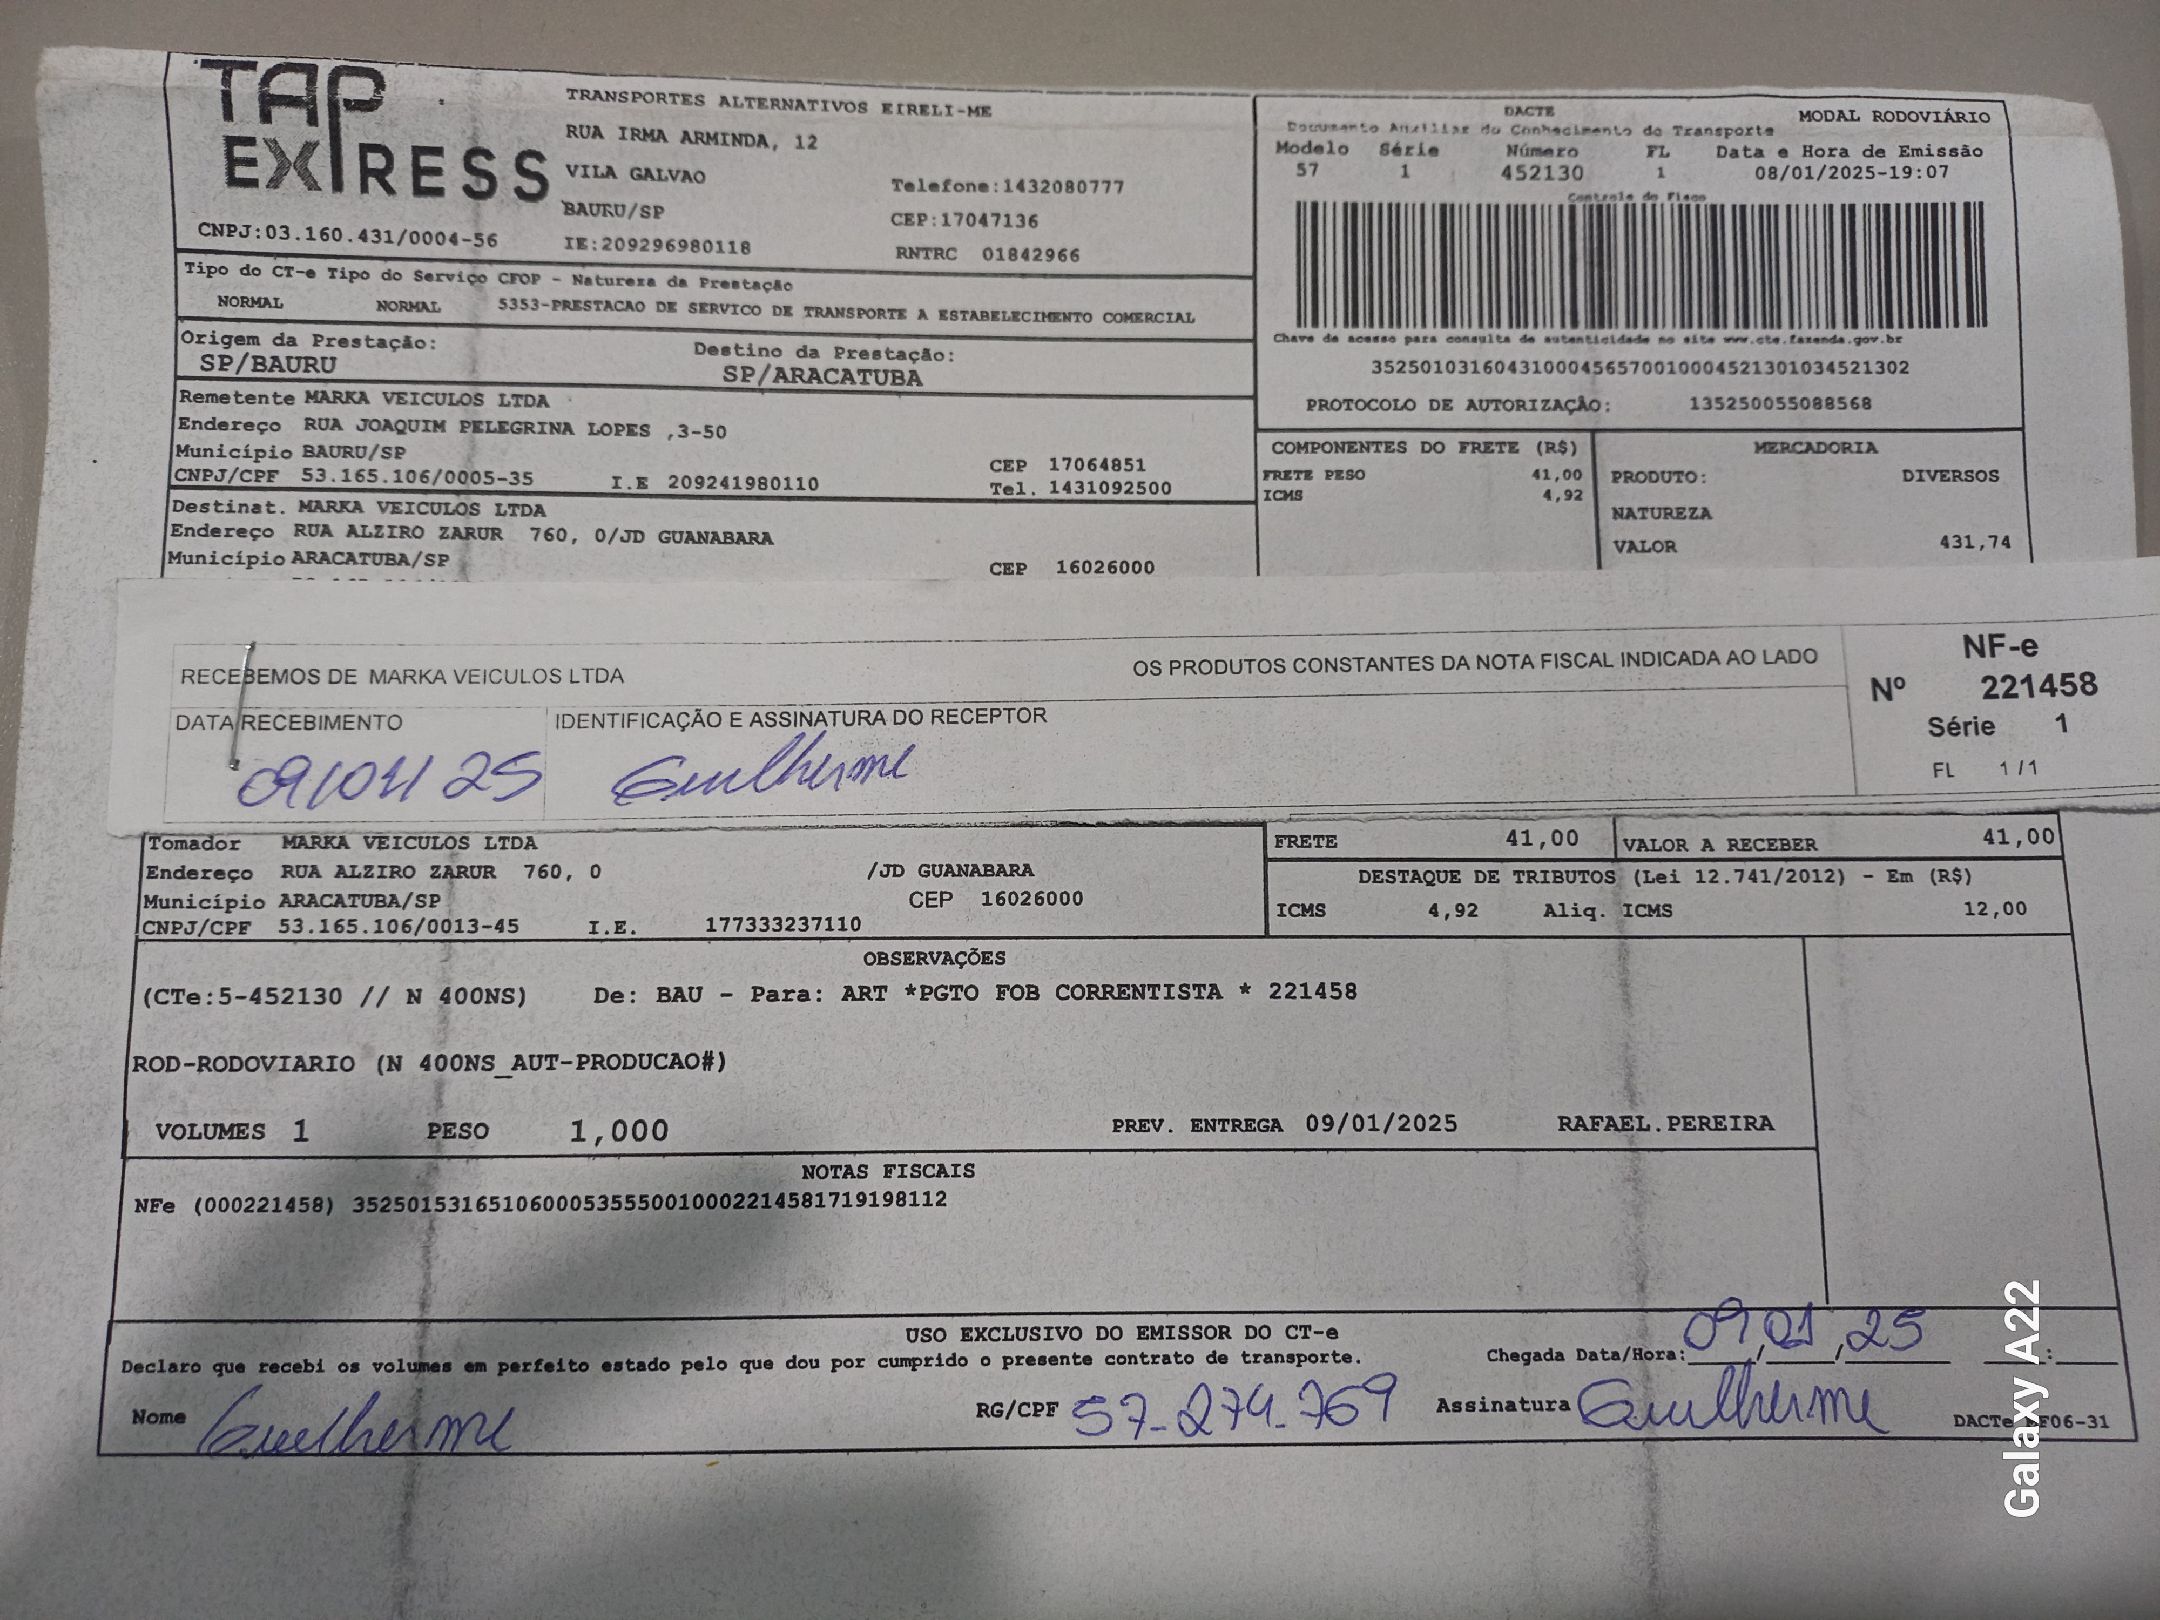 TAP EXPRESS
CNPJ:03.160.431/0004-56
TRANSPORTES ALTERNATIVOS EIRELI-ME
RUA IRMA ARMINDA, 12
VILA GALVAO
BAURU/SP
IE:209296980118
Telefone:1432080777
CEP:17047136
RNTRC 01842966
DACTE MODAL RODOVIÁRIO
Documento Auxiliar do Conhecimento de Transporte
Modelo Série Número FL Data e Hora de Emissão
57 1 452130 1 08/01/2025-19:07
Controle do Fisco
Chave de acesso para consulta de autenticidade no site www.cte.fazenda.gov.br
35250103160431000456570010004521301034521302
PROTOCOLO DE AUTORIZAÇÃO: 135250055088568
Tipo do CT-e Tipo do Serviço CFOP - Natureza da Prestação
NORMAL NORMAL 5353-PRESTACAO DE SERVICO DE TRANSPORTE A ESTABELECIMENTO COMERCIAL
Origem da Prestação: Destino da Prestação:
SP/BAURU SP/ARACATUBA
Remetente MARKA VEICULOS LTDA
Endereço RUA JOAQUIM PELEGRINA LOPES ,3-50
Município BAURU/SP CEP 17064851
CNPJ/CPF 53.165.106/0005-35 I.E 209241980110 Tel. 1431092500
Destinat. MARKA VEICULOS LTDA
Endereço RUA ALZIRO ZARUR 760, 0/JD GUANABARA
Município ARACATUBA/SP CEP 16026000
COMPONENTES DO FRETE (R$)
FRETE PESO 41,00
ICMS 4,92
MERCADORIA
PRODUTO: DIVERSOS
NATUREZA
VALOR 431,74
RECEBEMOS DE MARKA VEICULOS LTDA OS PRODUTOS CONSTANTES DA NOTA FISCAL INDICADA AO LADO
DATA RECEBIMENTO IDENTIFICAÇÃO E ASSINATURA DO RECEPTOR
09/01/25 Guilherme
NF-e
Nº 221458
Série 1
FL 1/1
Tomador MARKA VEICULOS LTDA
Endereço RUA ALZIRO ZARUR 760, 0 /JD GUANABARA
Município ARACATUBA/SP CEP 16026000
CNPJ/CPF 53.165.106/0013-45 I.E. 177333237110
FRETE 41,00 VALOR A RECEBER 41,00
DESTAQUE DE TRIBUTOS (Lei 12.741/2012) - Em (R$)
ICMS 4,92 Aliq. ICMS 12,00
OBSERVAÇÕES
(CTe:5-452130 // N 400NS) De: BAU - Para: ART *PGTO FOB CORRENTISTA * 221458
ROD-RODOVIARIO (N 400NS_AUT-PRODUCAO#)
VOLUMES 1 PESO 1,000 PREV. ENTREGA 09/01/2025 RAFAEL.PEREIRA
NOTAS FISCAIS
NFe (000221458) 35250153165106000535550010002214581719198112
USO EXCLUSIVO DO EMISSOR DO CT-e
Declaro que recebi os volumes em perfeito estado pelo que dou por cumprido o presente contrato de transporte. Chegada Data/Hora: 09,01,25 :
Nome Guilherme RG/CPF 57-274-769 Assinatura Guilherme
DACTe F06-31
Galaxy A22